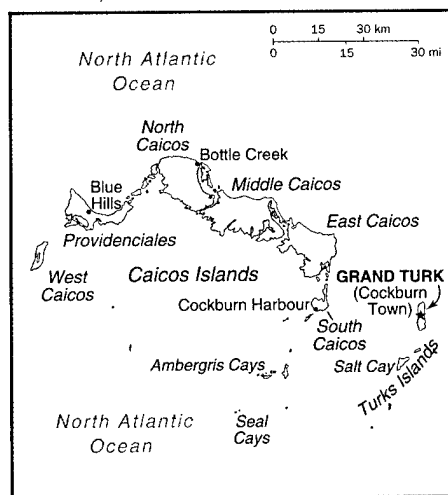 North Atlantic
Ocean
0 15 30 km
0 15 30 mi
North
Caicos
Bottle Creek
Blue
Hills
Middle Caicos
Providenciales
East Caicos
West
Caicos
Caicos Islands
GRAND TURK
(Cockburn
Town)
Cockburn Harbour
South
Caicos
Ambergris Cays
Salt Cay
Turks Islands
Seal
Cays
North Atlantic
Ocean